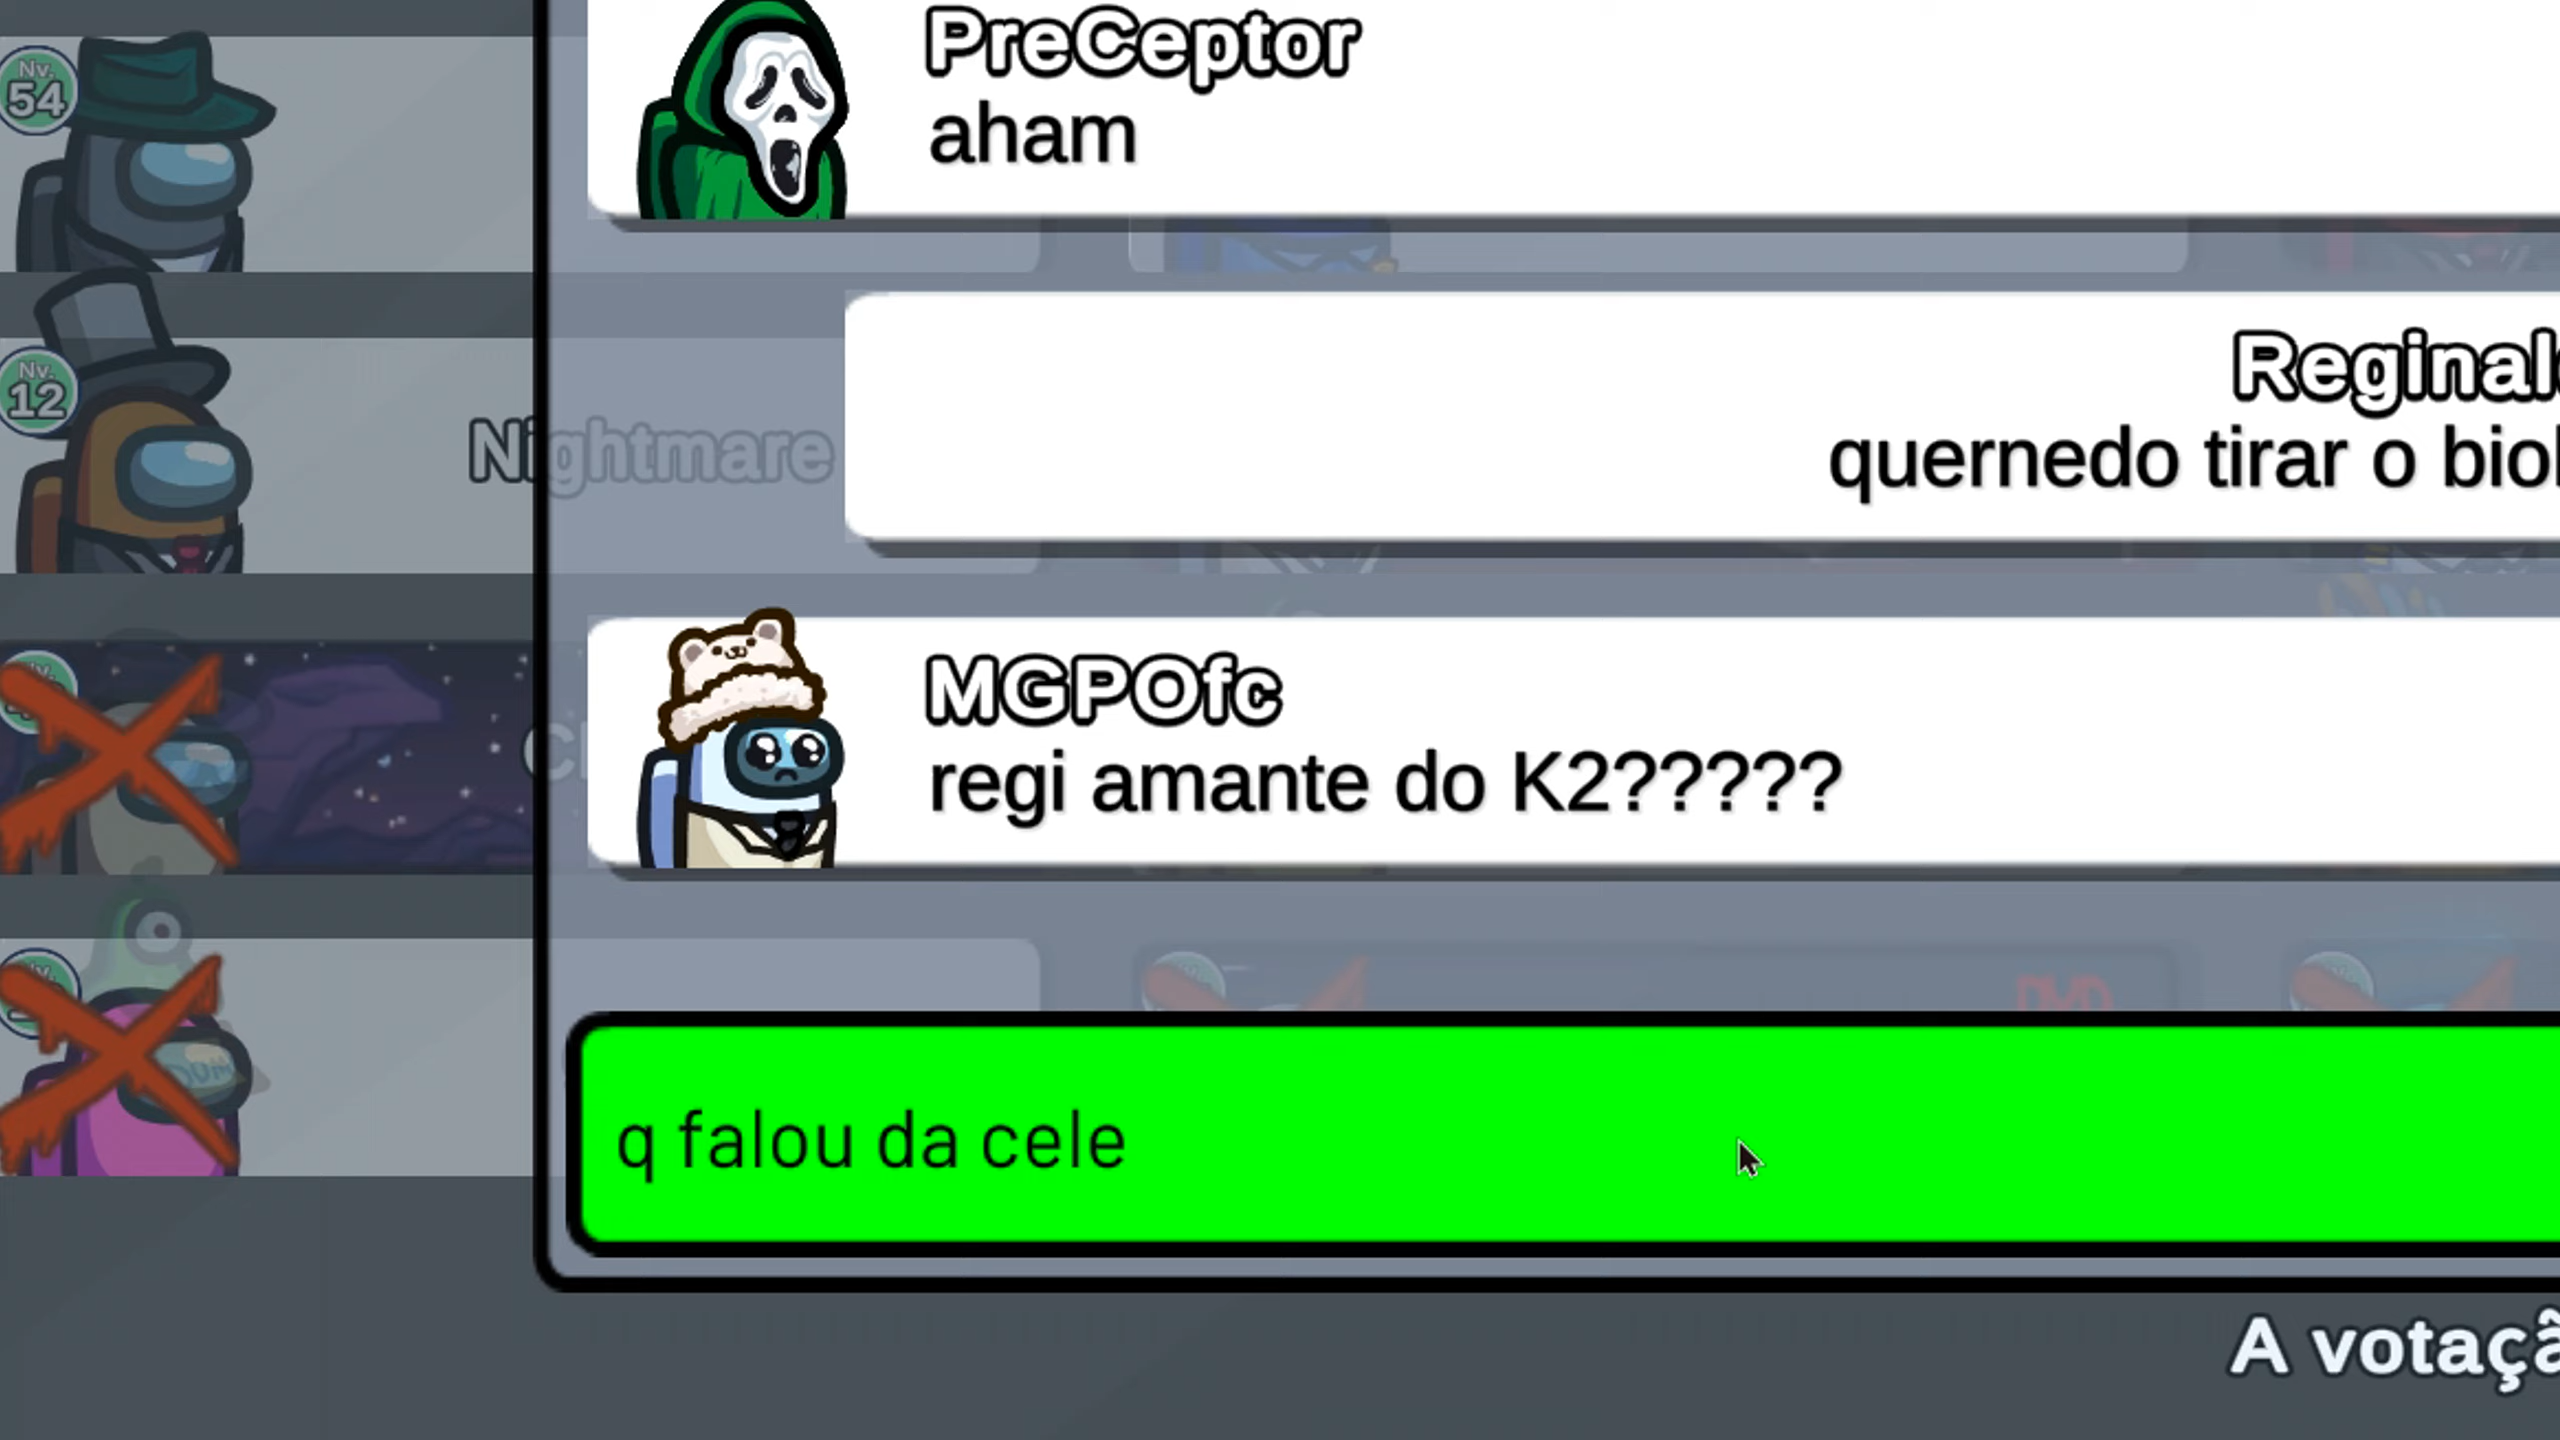 PreCeptor
aham
Nv.
54
Nv.
12
Nightmare
quernedo tirar o
MGPOfc
regi amante do K2?????
q falou da cele
A